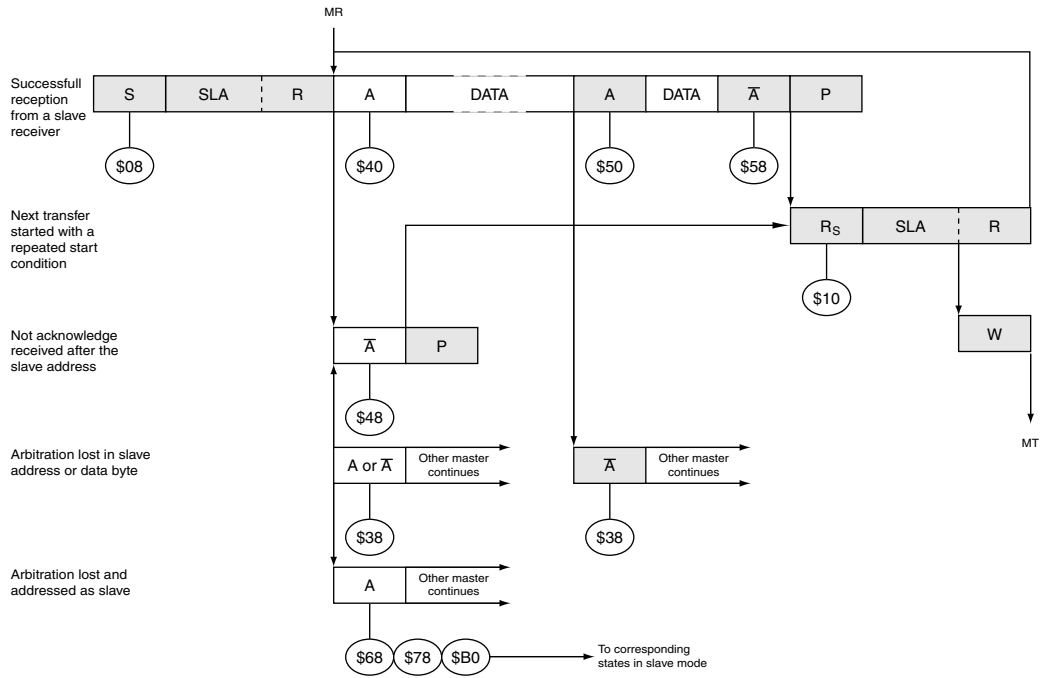 MR
Successfull
reception
from a slave
receiver
S SLA R A DATA A DATA A̅ P
$08 $40 $50 $58
Next transfer
started with a
repeated start
condition
RS SLA R
$10
W
MT
Not acknowledge
received after the
slave address
A̅ P
$48
Arbitration lost in slave
address or data byte
A or A̅
Other master
continues
A̅
Other master
continues
$38 $38
Arbitration lost and
addressed as slave
A
Other master
continues
$68 $78 $B0
To corresponding
states in slave mode